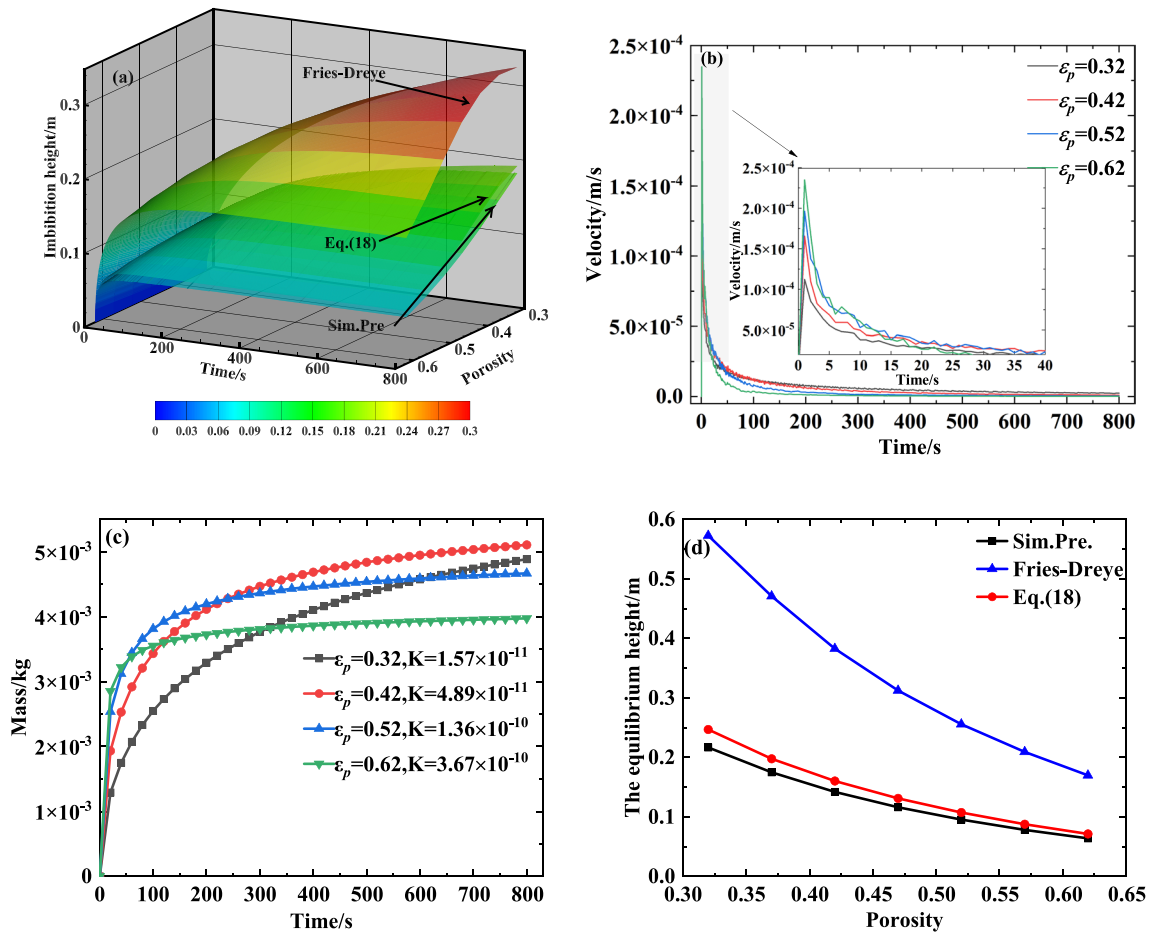 (a)
Fries-Dreye
Eq.(18)
Sim.Pre
Imbibition height/m
0.3
0.2
0.1
0
0
200
400
600
800
Time/s
0.6
0.5
0.4
0.3
Porosity
0 0.03 0.06 0.09 0.12 0.15 0.18 0.21 0.24 0.27 0.3
(b)
εp=0.32
εp=0.42
εp=0.52
εp=0.62
Velocity/m/s
2.5×10-4
2.0×10-4
1.5×10-4
1.0×10-4
5.0×10-5
0.0
0 100 200 300 400 500 600 700 800
Time/s
Velocity/m/s
2.5×10-4
2.0×10-4
1.5×10-4
1.0×10-4
5.0×10-5
0 5 10 15 20 25 30 35 40
Time/s
(c)
Mass/kg
5×10-3
4×10-3
3×10-3
2×10-3
1×10-3
0
εp=0.32,K=1.57×10-11
εp=0.42,K=4.89×10-11
εp=0.52,K=1.36×10-10
εp=0.62,K=3.67×10-10
0 100 200 300 400 500 600 700 800
Time/s
(d)
Sim.Pre.
Fries-Dreye
Eq.(18)
The equilibrium height/m
0.6
0.5
0.4
0.3
0.2
0.1
0.0
0.30 0.35 0.40 0.45 0.50 0.55 0.60 0.65
Porosity